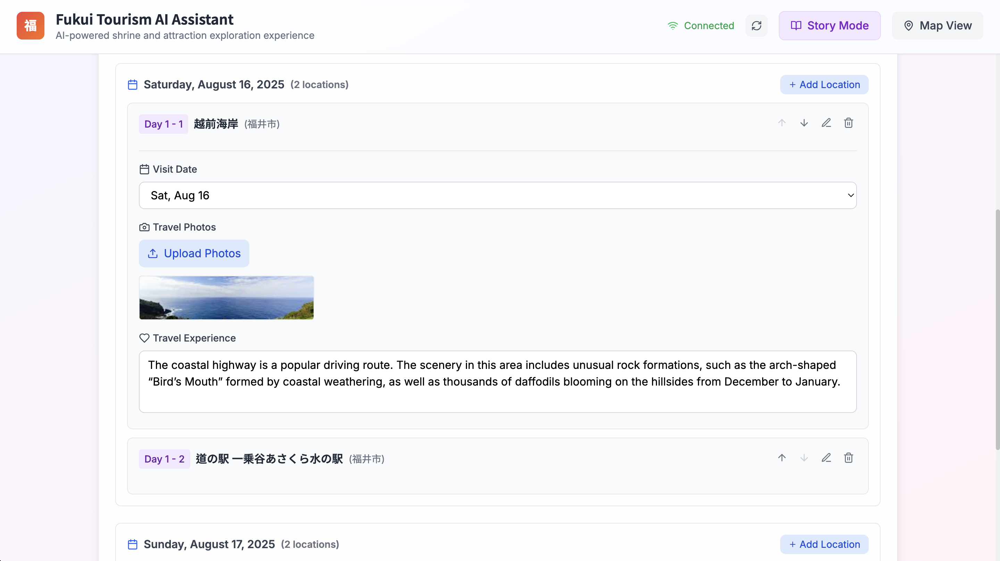 福
Fukui Tourism AI Assistant
AI-powered shrine and attraction exploration experience
Connected
Story Mode
Map View
Saturday, August 16, 2025 (2 locations)
+ Add Location
Day 1 - 1 越前海岸 (福井市)
Visit Date
Sat, Aug 16
Travel Photos
Upload Photos
Travel Experience
The coastal highway is a popular driving route. The scenery in this area includes unusual rock formations, such as the arch-shaped
“Bird’s Mouth” formed by coastal weathering, as well as thousands of daffodils blooming on the hillsides from December to January.
Day 1 - 2 道の駅 一乗谷あさくら水の駅 (福井市)
Sunday, August 17, 2025 (2 locations)
+ Add Location